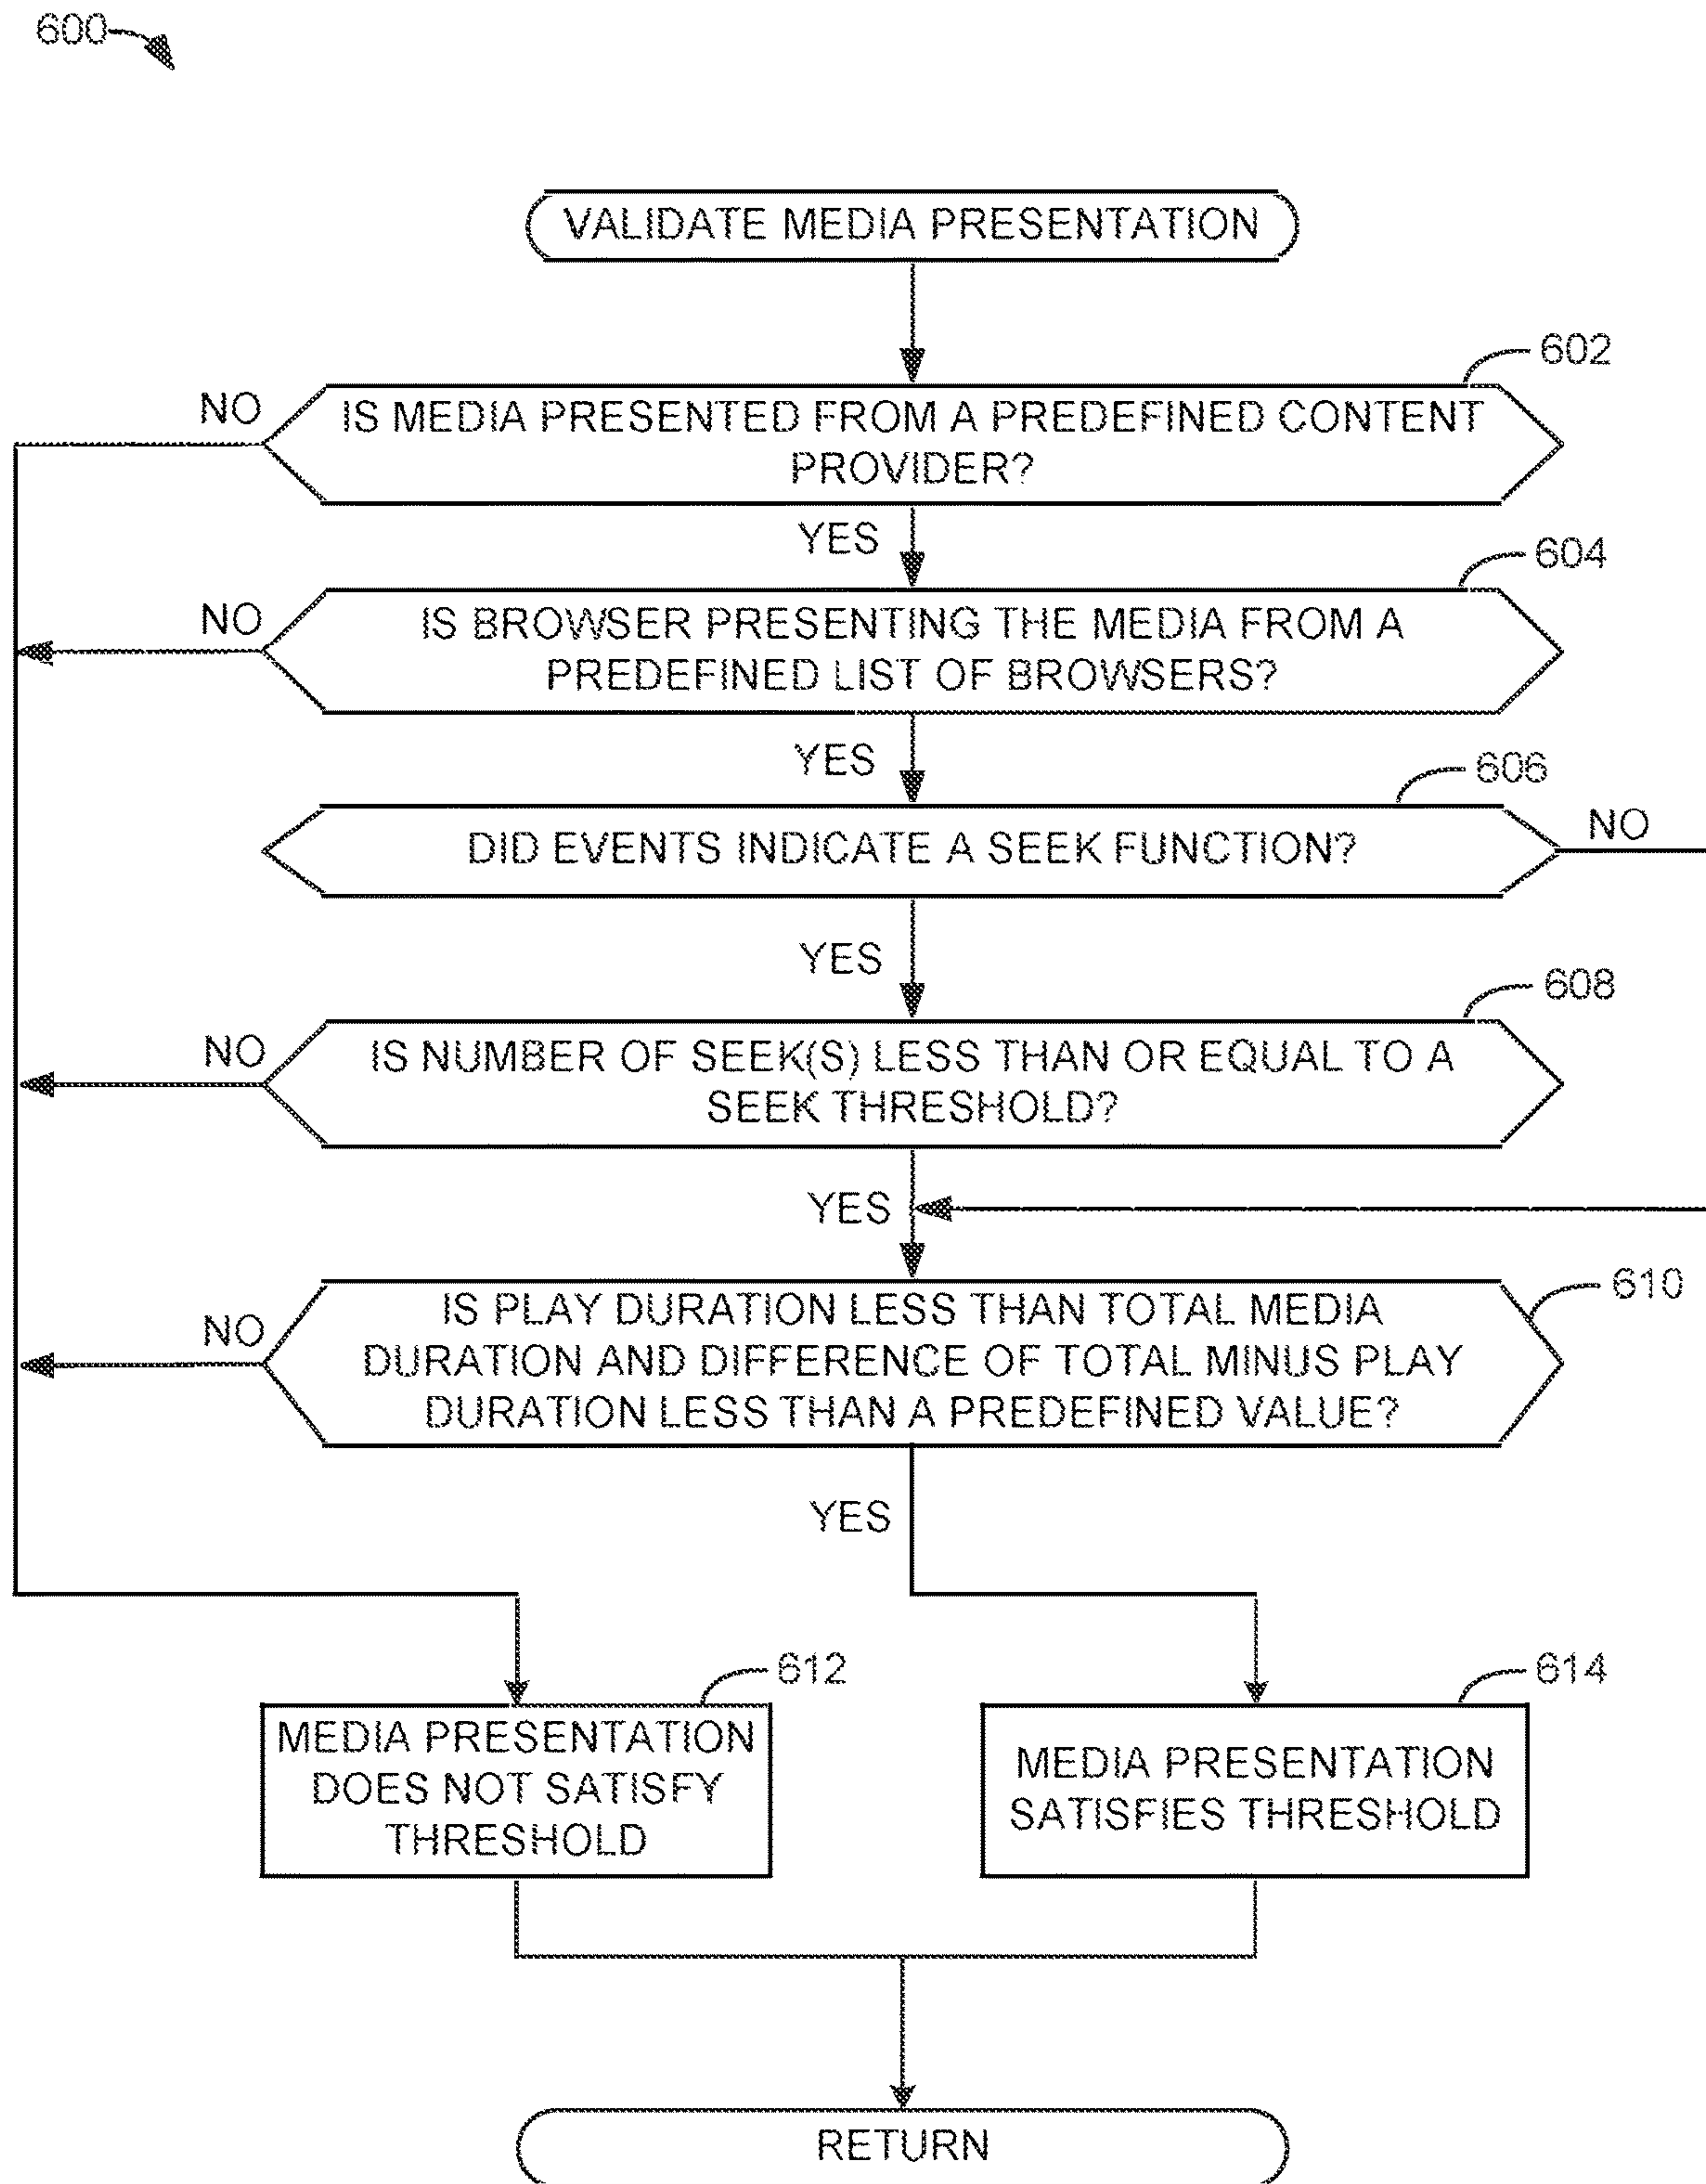 600
VALIDATE MEDIA PRESENTATION
602
NO
IS MEDIA PRESENTED FROM A PREDEFINED CONTENT
PROVIDER?
YES
604
NO
IS BROWSER PRESENTING THE MEDIA FROM A
PREDEFINED LIST OF BROWSERS?
YES
606
NO
DID EVENTS INDICATE A SEEK FUNCTION?
YES
608
NO
IS NUMBER OF SEEK(S) LESS THAN OR EQUAL TO A
SEEK THRESHOLD?
YES
610
NO
IS PLAY DURATION LESS THAN TOTAL MEDIA
DURATION AND DIFFERENCE OF TOTAL MINUS PLAY
DURATION LESS THAN A PREDEFINED VALUE?
YES
612
MEDIA PRESENTATION
DOES NOT SATISFY
THRESHOLD
614
MEDIA PRESENTATION
SATISFIES THRESHOLD
RETURN